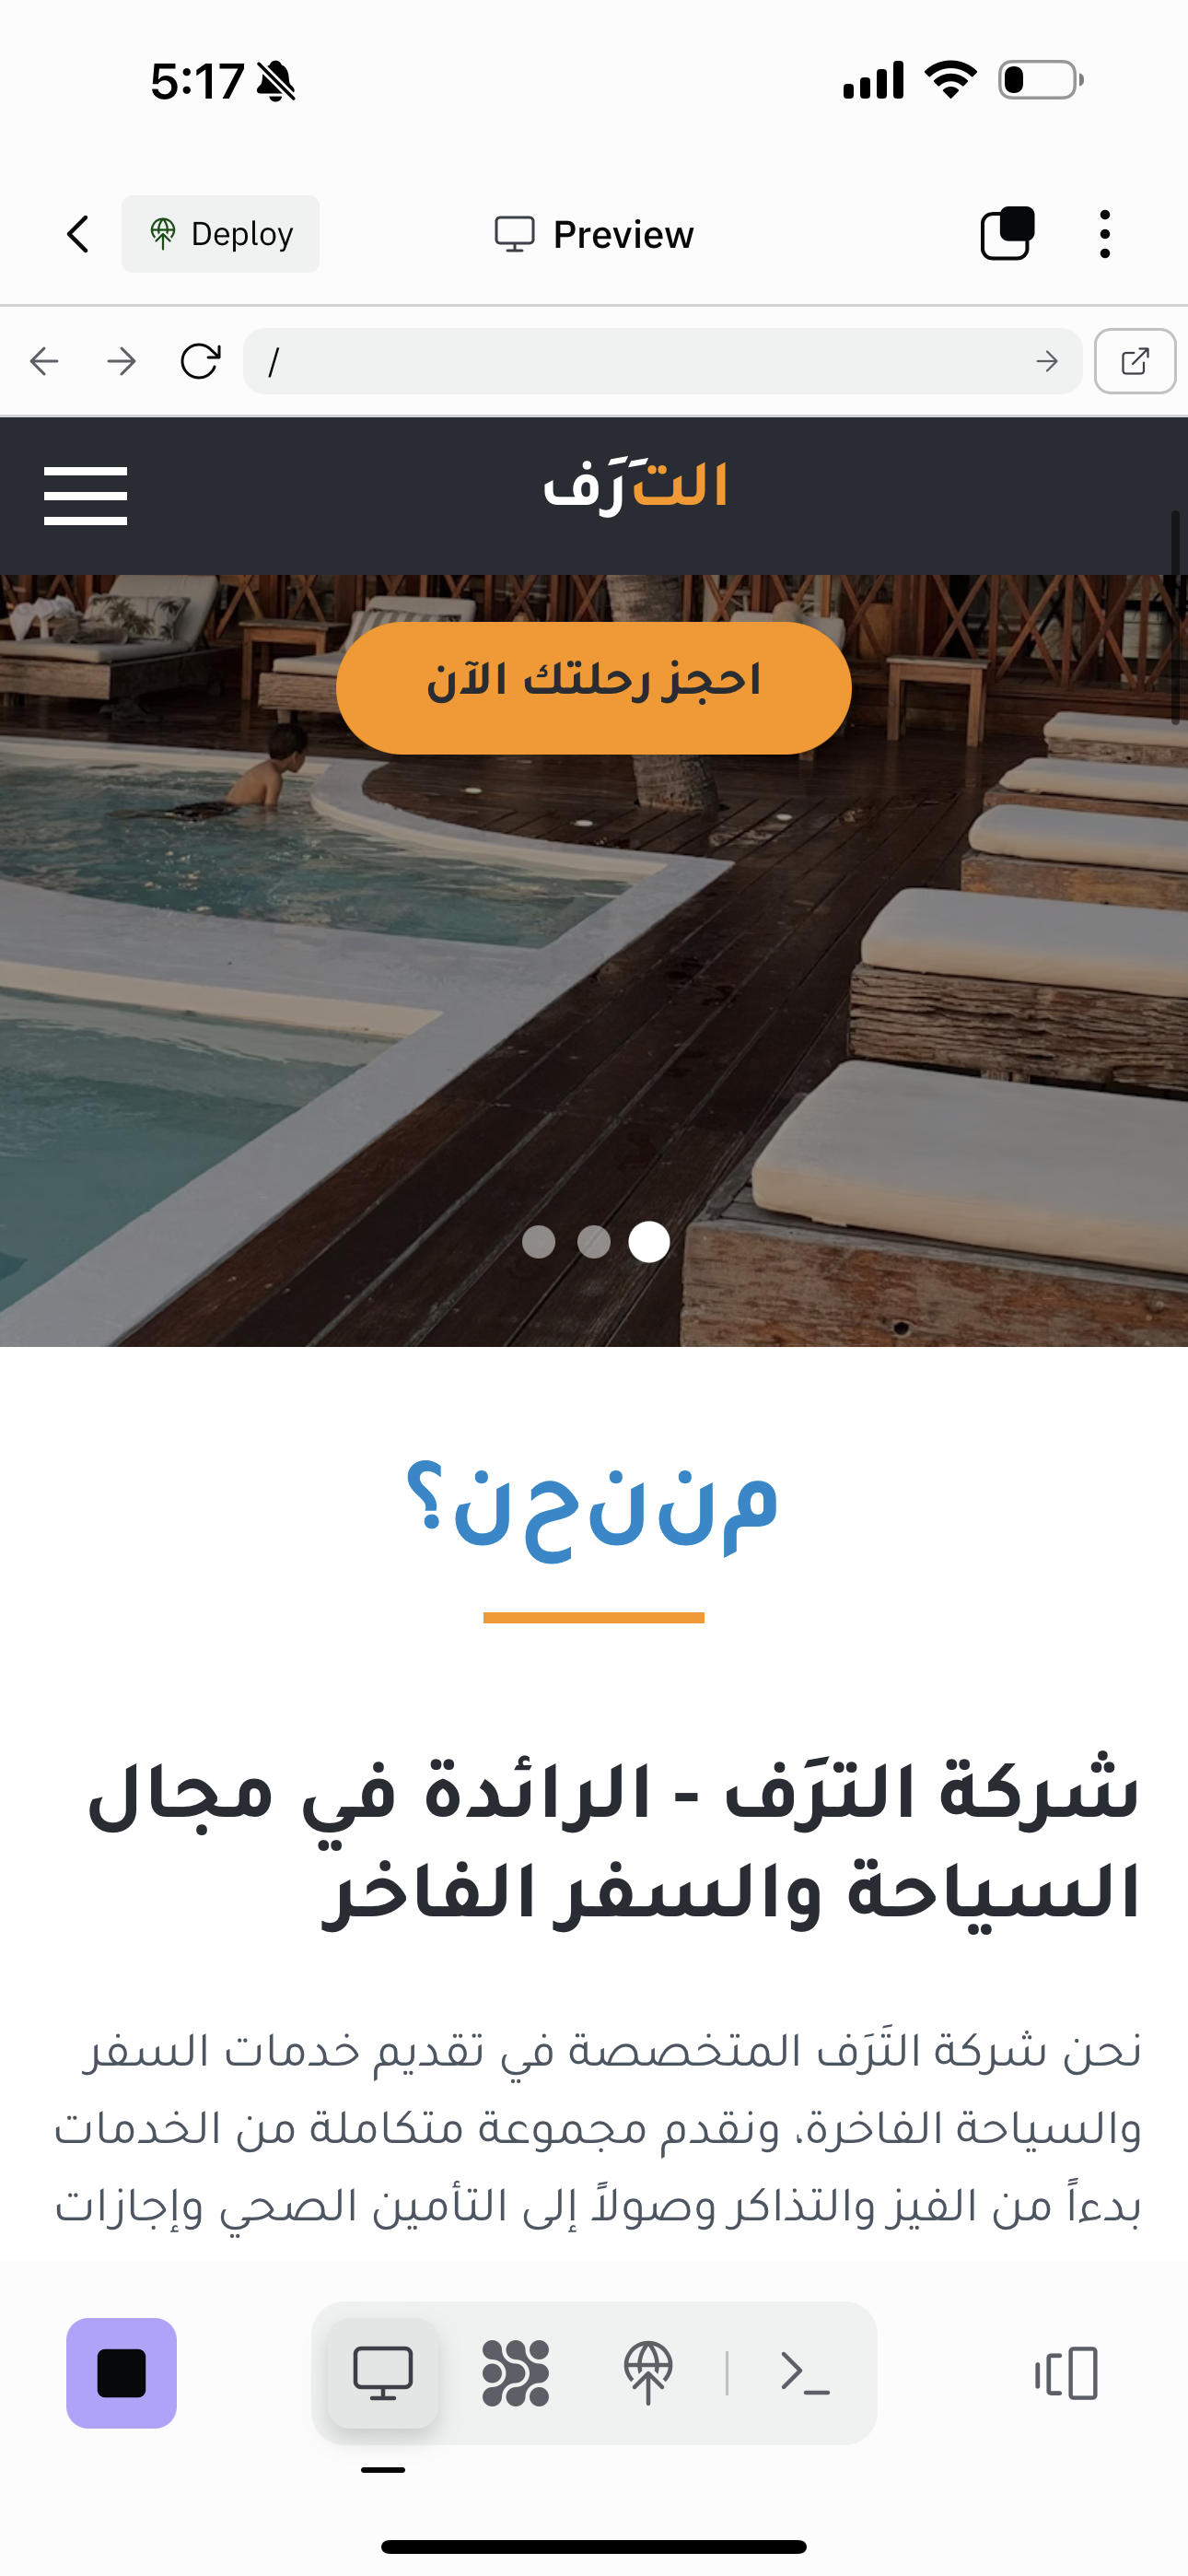 5:17
Deploy
Preview
/
التَرَف
احجز رحلتك الآن
من نحن؟
شركة الترَف - الرائدة في مجال
السياحة والسفر الفاخر
نحن شركة التَرَف المتخصصة في تقديم خدمات السفر
والسياحة الفاخرة، ونقدم مجموعة متكاملة من الخدمات
بدءاً من الفيز والتذاكر وصولاً إلى التأمين الصحي وإجازات